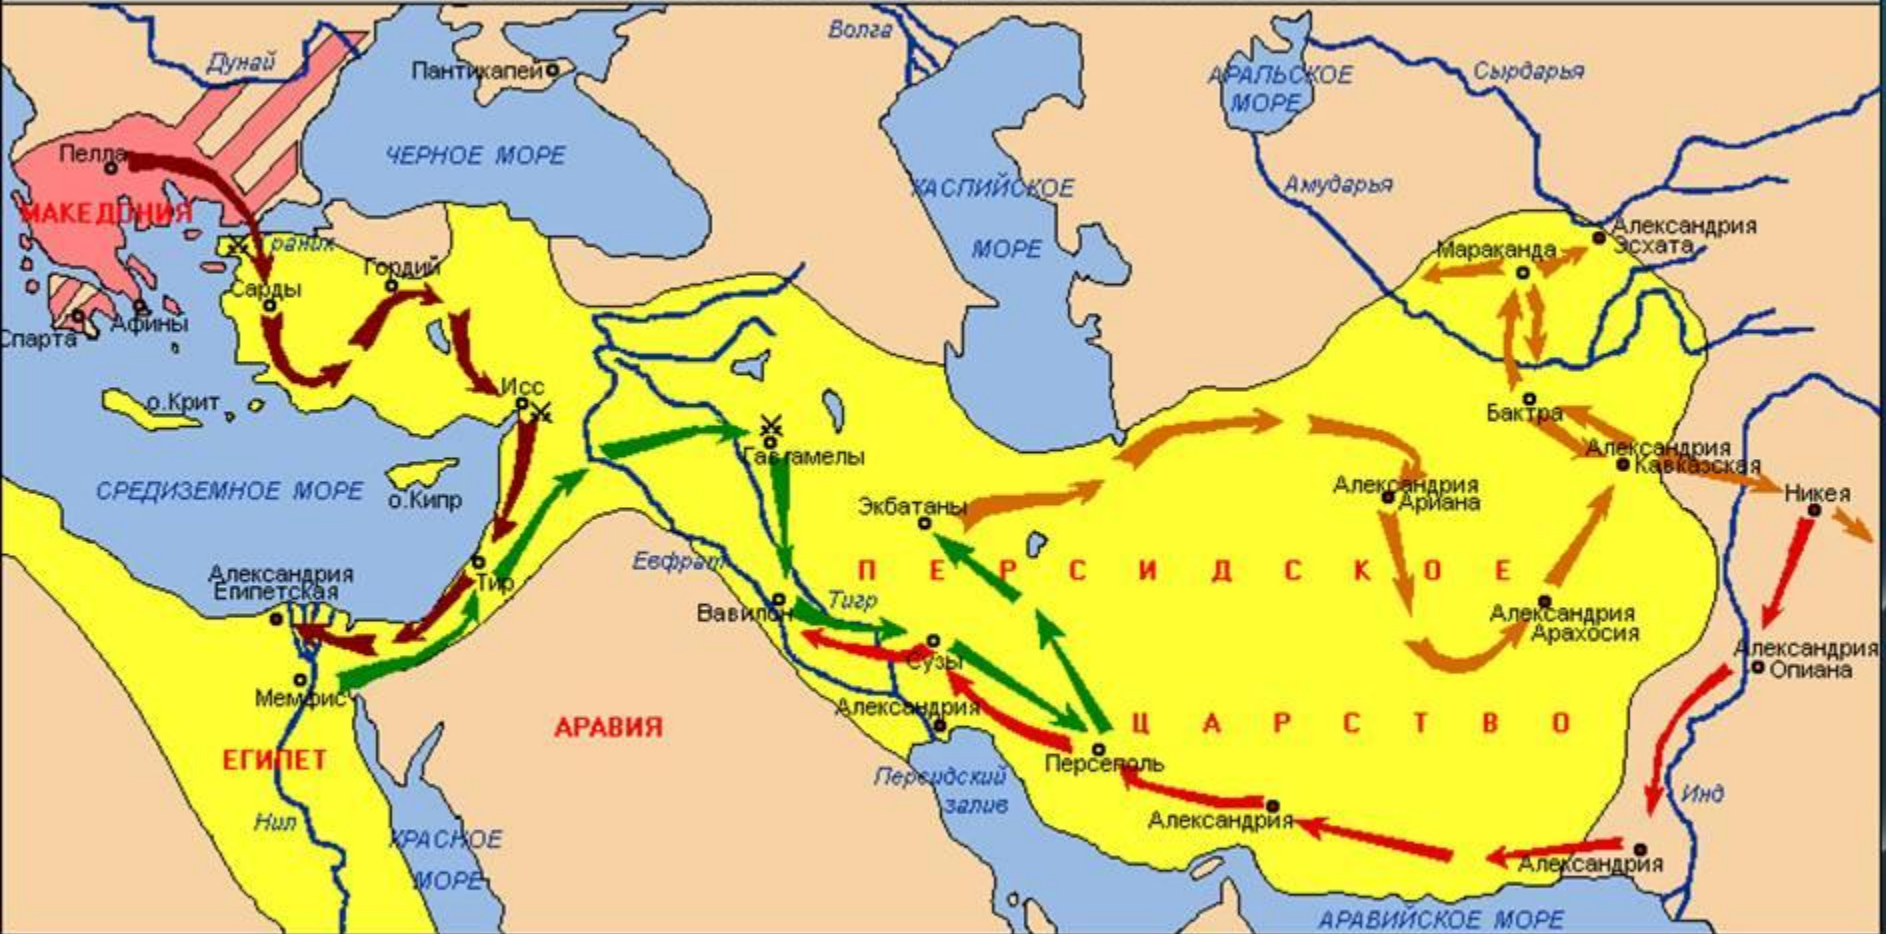 Дунай
Волга
Пантикапей
АРАЛЬСКОЕ
МОРЕ
Сырдарья
Пелла
ЧЕРНОЕ МОРЕ
КАСПИЙСКОЕ
МОРЕ
Амударья
МАКЕДОНИЯ
Граник
Александрия
Эсхата
Мараканда
Гордий
Сарды
Афины
Спарта
Исс
о.Крит
Бактра
Гавгамелы
Александрия
Кавказская
СРЕДИЗЕМНОЕ МОРЕ
о.Кипр
Экбатаны
Александрия
Ариана
Никея
Евфрат
ПЕРСИДСКОЕ
Александрия
Египетская
Тир
Вавилон
Тигр
Александрия
Арахосия
Сузы
Александрия
Опиана
Мемфис
Александрия
АРАВИЯ
ЦАРСТВО
ЕГИПЕТ
Персеполь
Персидский
залив
Инд
Нил
Александрия
КРАСНОЕ
МОРЕ
Александрия
АРАВИЙСКОЕ МОРЕ